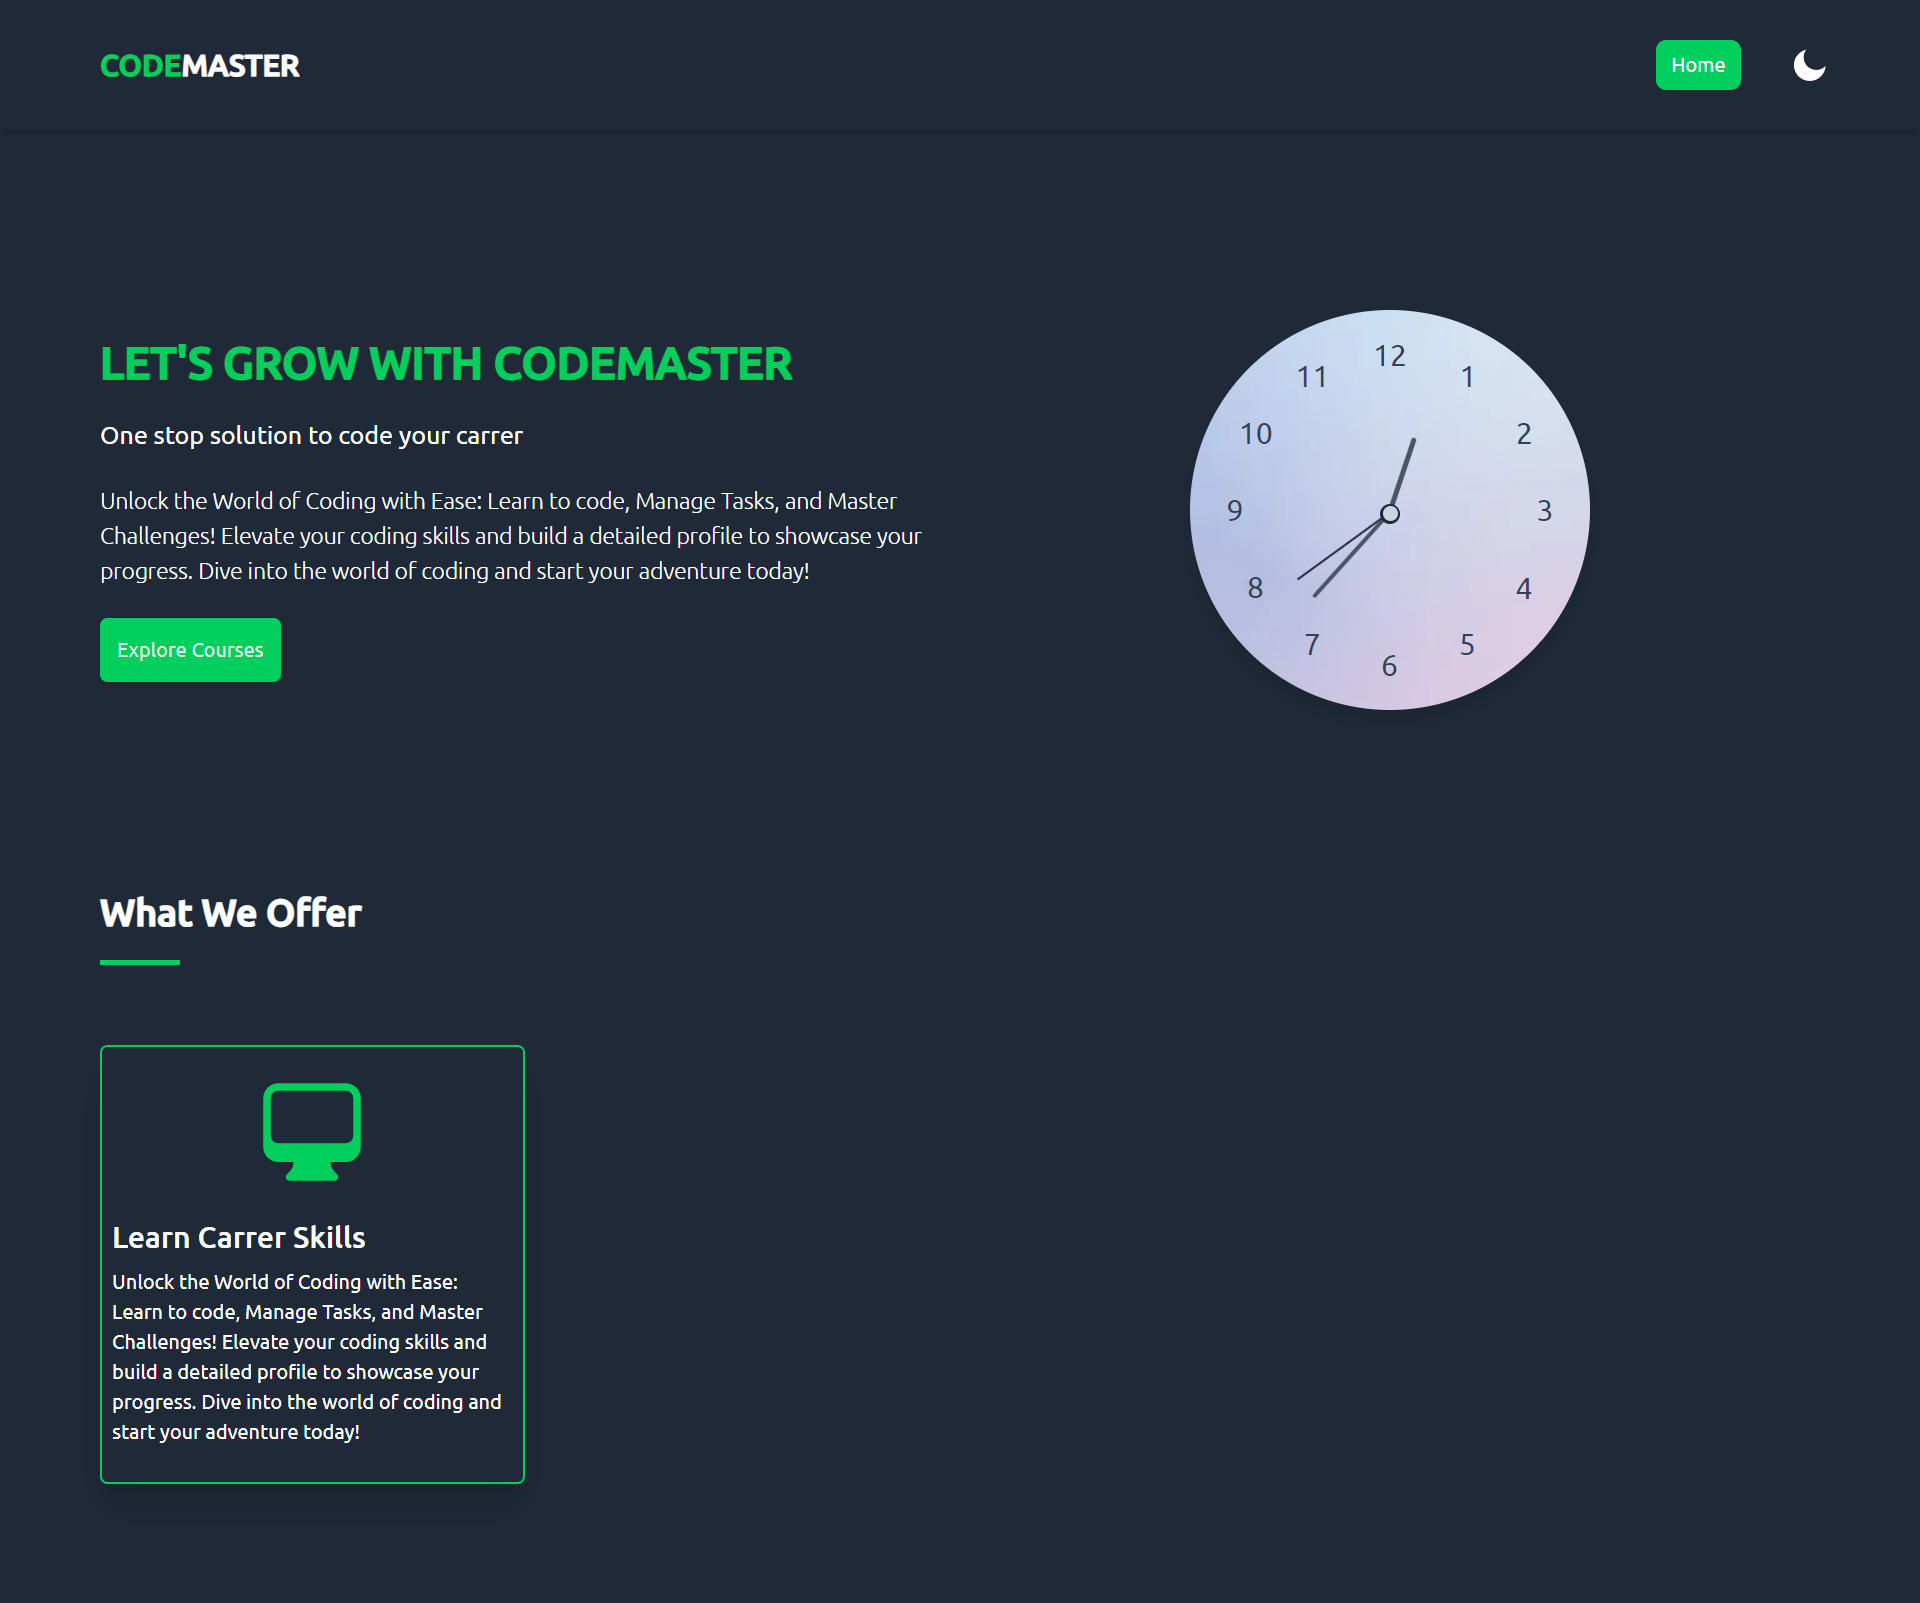 CODEMASTER
Home
LET'S GROW WITH CODEMASTER
One stop solution to code your carrer
Unlock the World of Coding with Ease: Learn to code, Manage Tasks, and Master
Challenges! Elevate your coding skills and build a detailed profile to showcase your
progress. Dive into the world of coding and start your adventure today!
Explore Courses
12
1
2
3
4
5
6
7
8
9
10
11
What We Offer
Learn Carrer Skills
Unlock the World of Coding with Ease:
Learn to code, Manage Tasks, and Master
Challenges! Elevate your coding skills and
build a detailed profile to showcase your
progress. Dive into the world of coding and
start your adventure today!